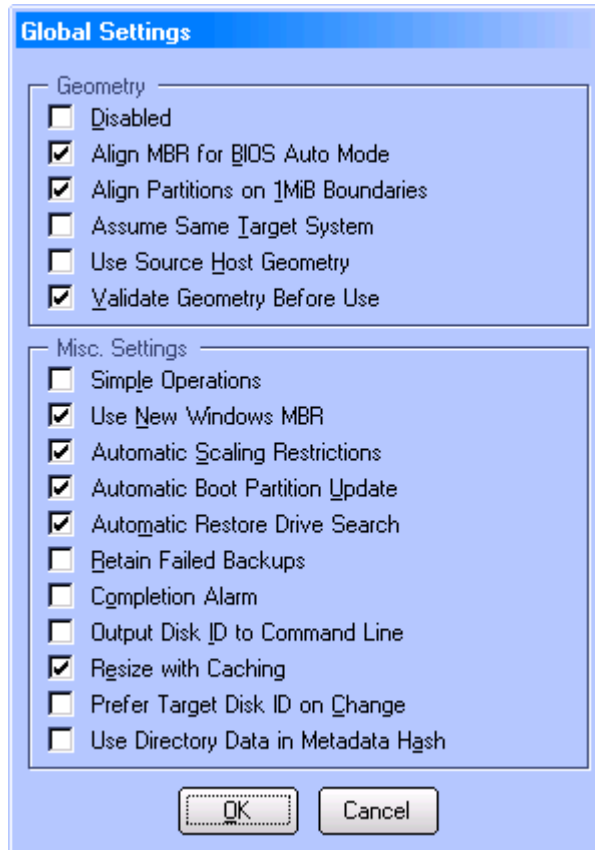 Global Settings
Geometry
Disabled
Align MBR for BIOS Auto Mode
Align Partitions on 1MiB Boundaries
Assume Same Target System
Use Source Host Geometry
Validate Geometry Before Use
Misc. Settings
Simple Operations
Use New Windows MBR
Automatic Scaling Restrictions
Automatic Boot Partition Update
Automatic Restore Drive Search
Retain Failed Backups
Completion Alarm
Output Disk ID to Command Line
Resize with Caching
Prefer Target Disk ID on Change
Use Directory Data in Metadata Hash
OK Cancel